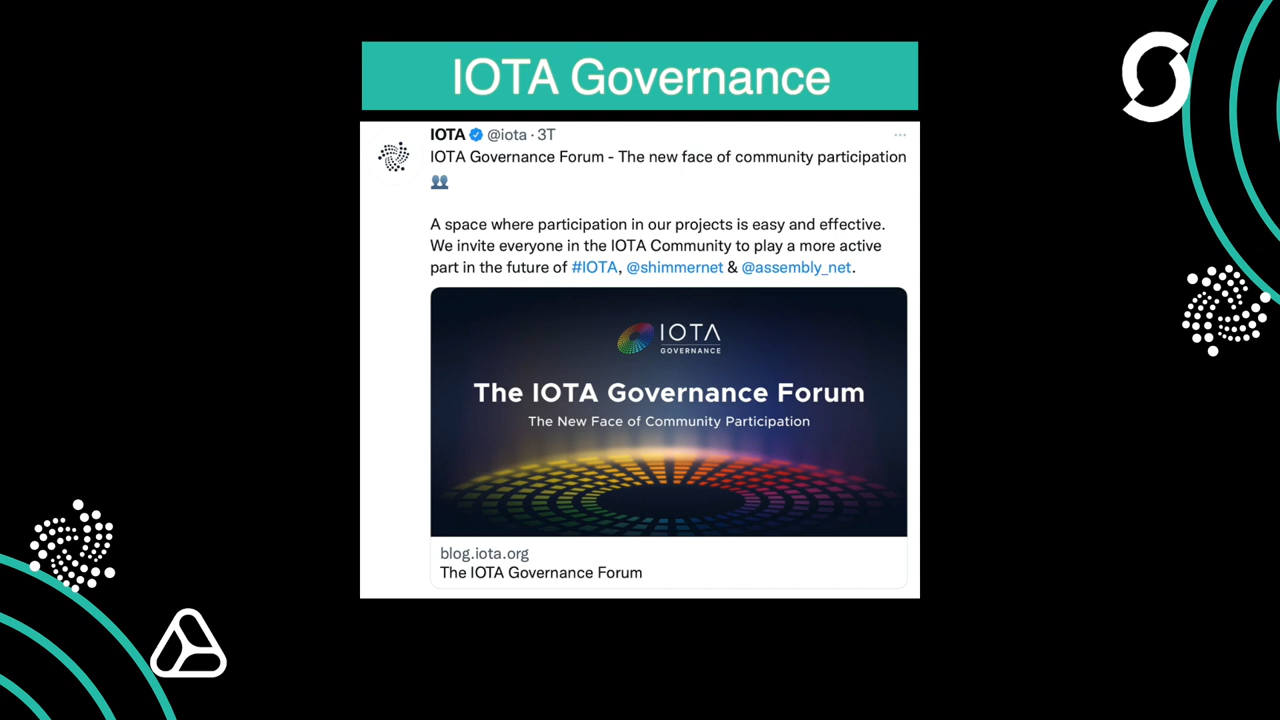 IOTA Governance
IOTA @iota · 3T
IOTA Governance Forum - The new face of community participation
👥
A space where participation in our projects is easy and effective.
We invite everyone in the IOTA Community to play a more active
part in the future of #IOTA, @shimmernet & @assembly_net.
IOTA
GOVERNANCE
The IOTA Governance Forum
The New Face of Community Participation
blog.iota.org
The IOTA Governance Forum